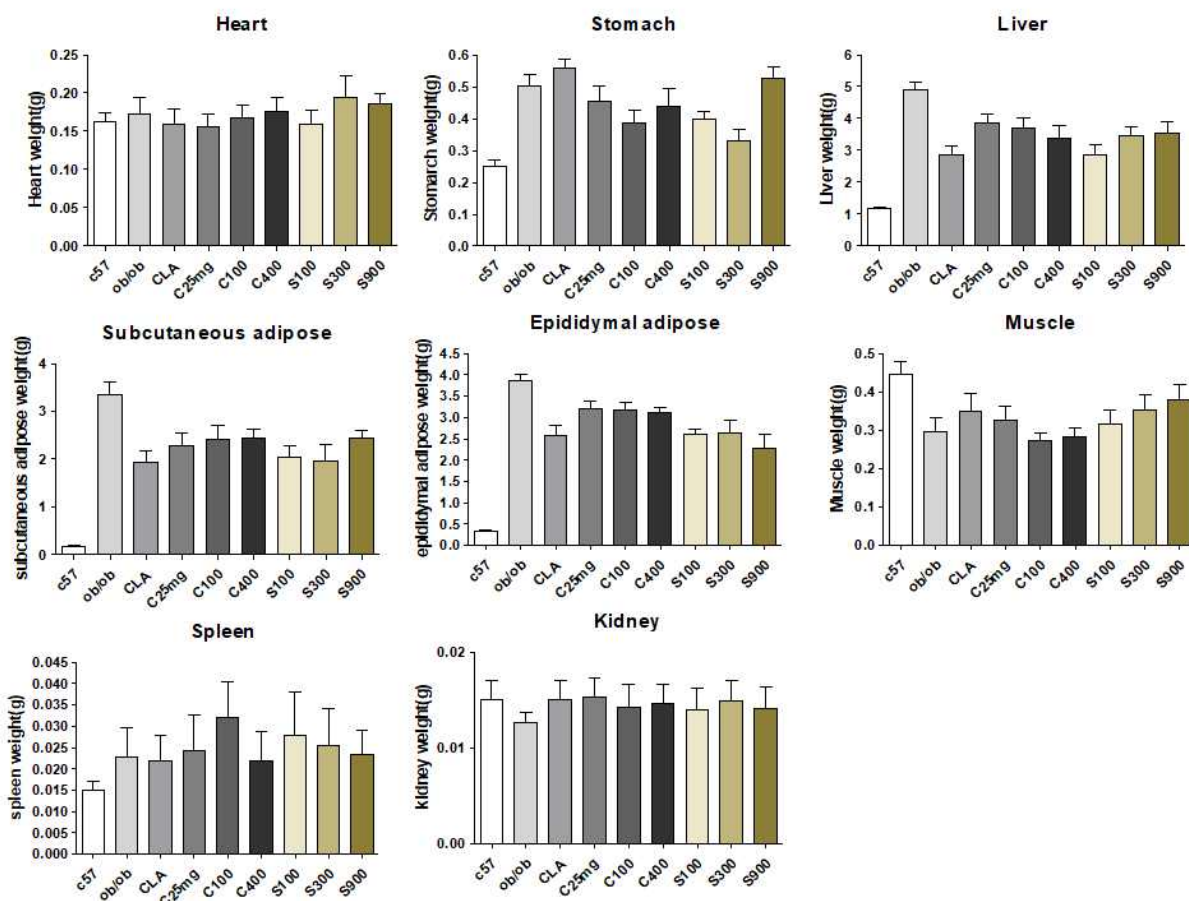 Heart
Heart weight(g)
0.25
0.20
0.15
0.10
0.05
0.00
c57
ob/ob
CLA
C25mg
C100
C400
S100
S300
S900
Stomach
Stomarch weight(g)
0.6
0.5
0.4
0.3
0.2
0.1
0.0
c57
ob/ob
CLA
C25mg
C100
C400
S100
S300
S900
Liver
Liver weight(g)
6
5
4
3
2
1
0
c57
ob/ob
CLA
C25mg
C100
C400
S100
S300
S900
Subcutaneous adipose
subcutaneous adipose weight(g)
4
3
2
1
0
c57
ob/ob
CLA
C25mg
C100
C400
S100
S300
S900
Epididymal adipose
epididymal adipose weight(g)
4.5
4.0
3.5
3.0
2.5
2.0
1.5
1.0
0.5
0.0
c57
ob/ob
CLA
C25mg
C100
C400
S100
S300
S900
Muscle
Muscle weight(g)
0.5
0.4
0.3
0.2
0.1
0.0
c57
ob/ob
CLA
C25mg
C100
C400
S100
S300
S900
Spleen
spleen weight(g)
0.045
0.040
0.035
0.030
0.025
0.020
0.015
0.010
0.005
0.000
c57
ob/ob
CLA
C25mg
C100
C400
S100
S300
S900
Kidney
kidney weight(g)
0.02
0.01
0.00
c57
ob/ob
CLA
C25mg
C100
C400
S100
S300
S900